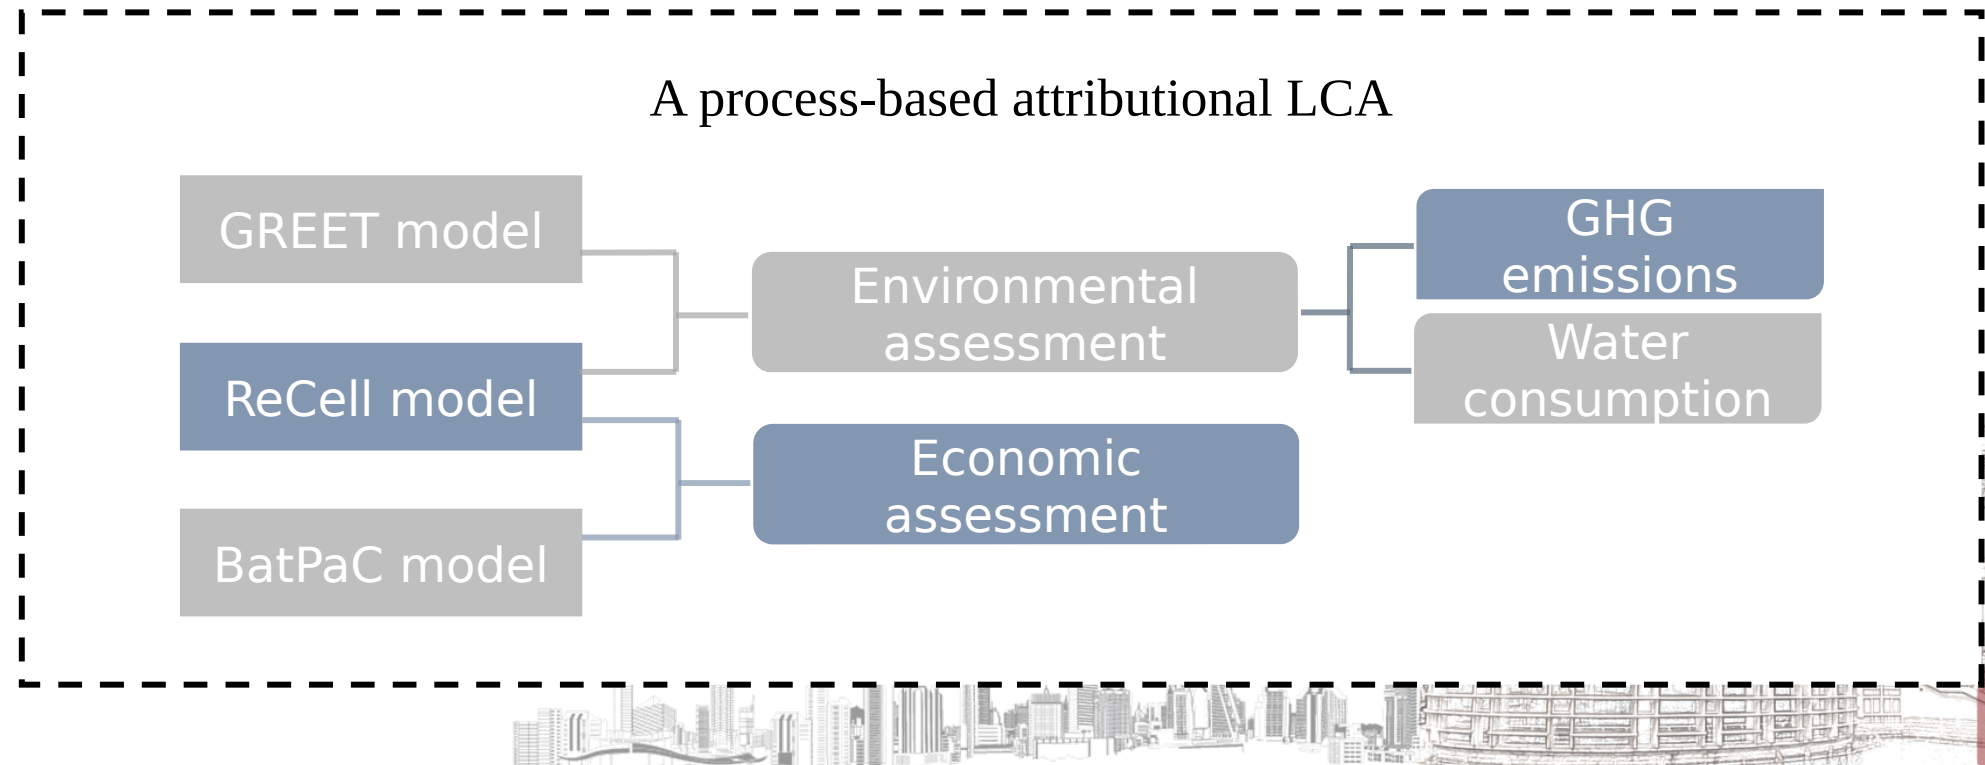 A process-based attributional LCA
GREET model
ReCell model
BatPaC model
Environmental
assessment
Economic
assessment
GHG
emissions
Water
consumption